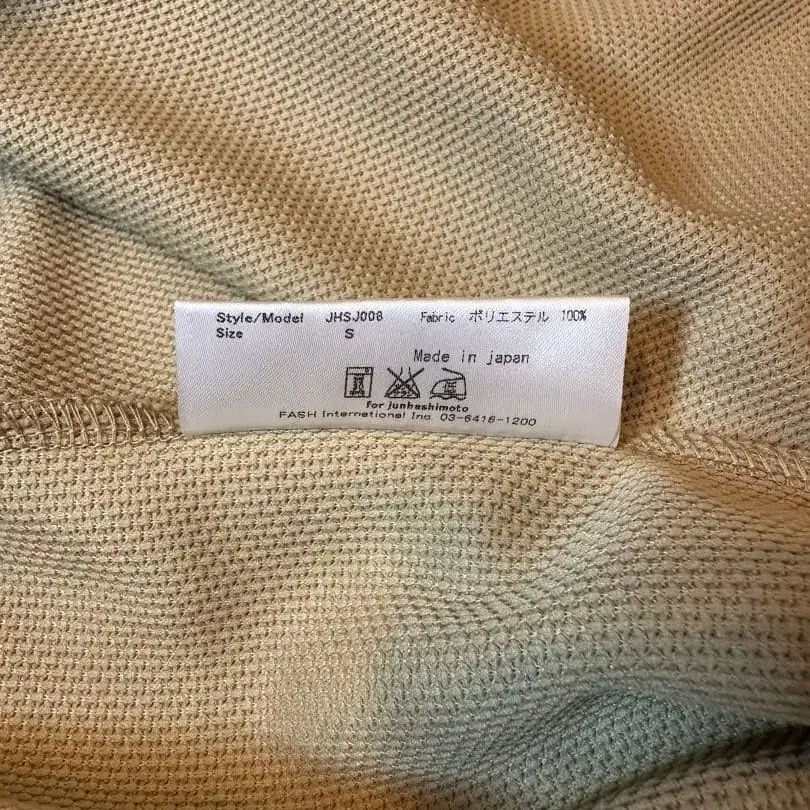 Style/Model JHSJ008 Fabric ポリエステル 100%
Size S
Made in japan
for junhashimoto
FASH International Inc. 03-6416-1200